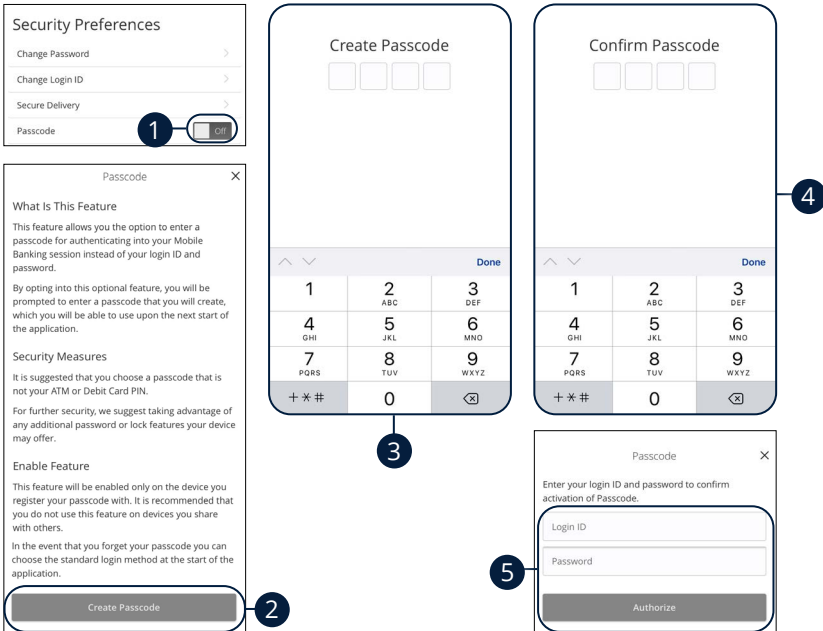 Security Preferences
Change Password
Change Login ID
Secure Delivery
Passcode
Off
1
Passcode
What Is This Feature
This feature allows you the option to enter a
passcode for authenticating into your Mobile
Banking session instead of your login ID and
password.
By opting into this optional feature, you will be
prompted to enter a passcode that you will create,
which you will be able to use upon the next start of
the application.
Security Measures
It is suggested that you choose a passcode that is
not your ATM or Debit Card PIN.
For further security, we suggest taking advantage of
any additional password or lock features your device
may offer.
Enable Feature
This feature will be enabled only on the device you
register your passcode with. It is recommended that
you do not use this feature on devices you share
with others.
In the event that you forget your passcode you can
choose the standard login method at the start of the
application.
Create Passcode
2
Create Passcode
Done
1 2 3
ABC DEF
4 5 6
GHI JKL MNO
7 8 9
PQRS TUV WXYZ
+*# 0
3
Confirm Passcode
Done
1 2 3
ABC DEF
4 5 6
GHI JKL MNO
7 8 9
PQRS TUV WXYZ
+*# 0
4
Passcode
Enter your login ID and password to confirm
activation of Passcode.
Login ID
Password
Authorize
5